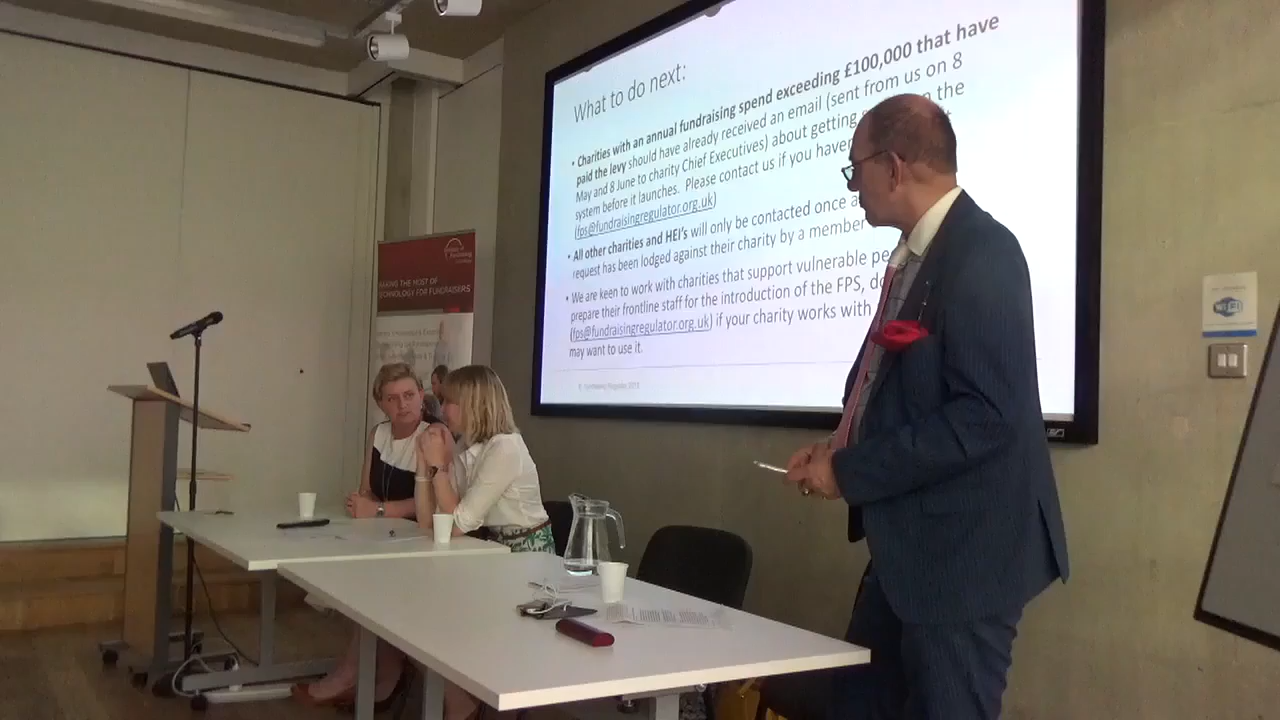 What to do next:
• Charities with an annual fundraising spend exceeding £100,000 that have
paid the levy should have already received an email (sent from us on 8
May and 8 June to charity Chief Executives) about getting the
system before it launches. Please contact us if you haven
(fps@fundraisingregulator.org.uk)
• All other charities and HEI's will only be contacted once a
request has been lodged against their charity by a member
• We are keen to work with charities that support vulnerable pe
prepare their frontline staff for the introduction of the FPS, do
(fps@fundraisingregulator.org.uk) if your charity works with
may want to use it.
MAKING THE MOST OF
TECHNOLOGY FOR FUNDRAISERS